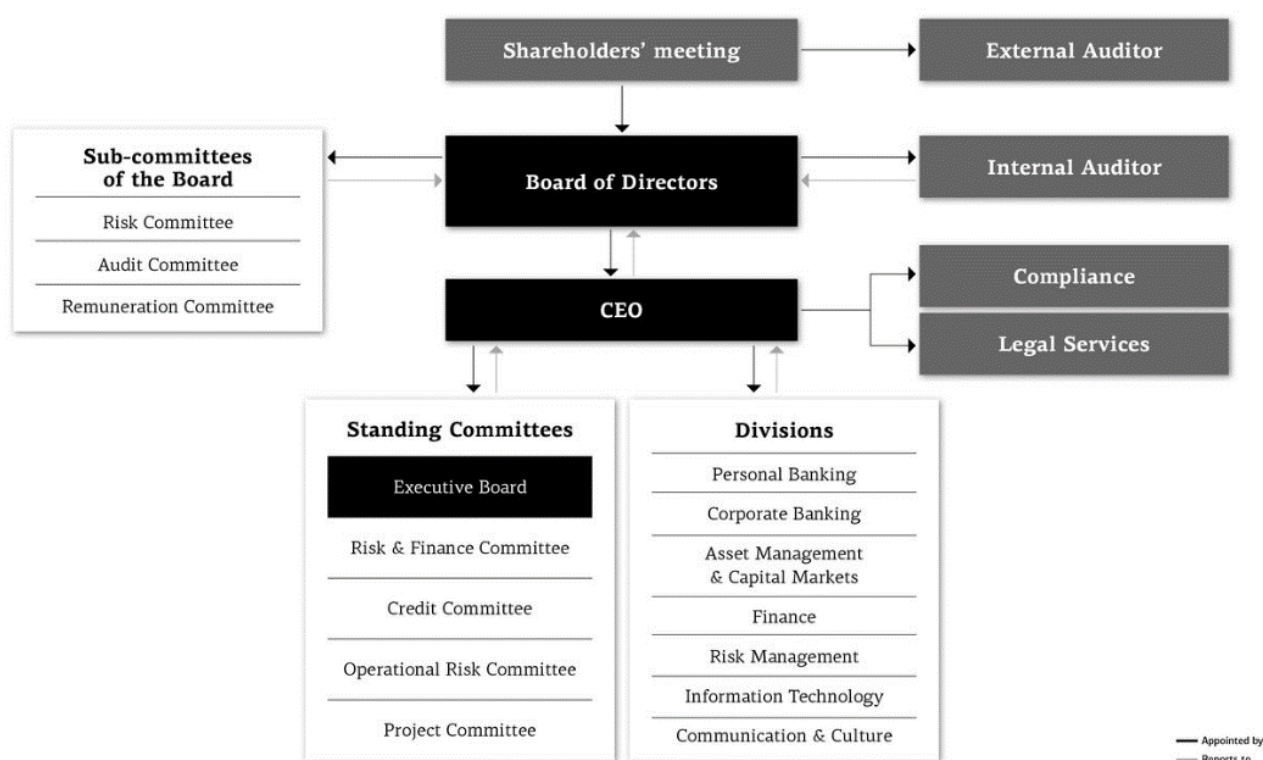 Shareholders' meeting
External Auditor
Sub-committees
of the Board
Risk Committee
Audit Committee
Remuneration Committee
Board of Directors
Internal Auditor
CEO
Compliance
Legal Services
Standing Committees
Executive Board
Risk & Finance Committee
Credit Committee
Operational Risk Committee
Project Committee
Divisions
Personal Banking
Corporate Banking
Asset Management
& Capital Markets
Finance
Risk Management
Information Technology
Communication & Culture
Appointed by
Reports to